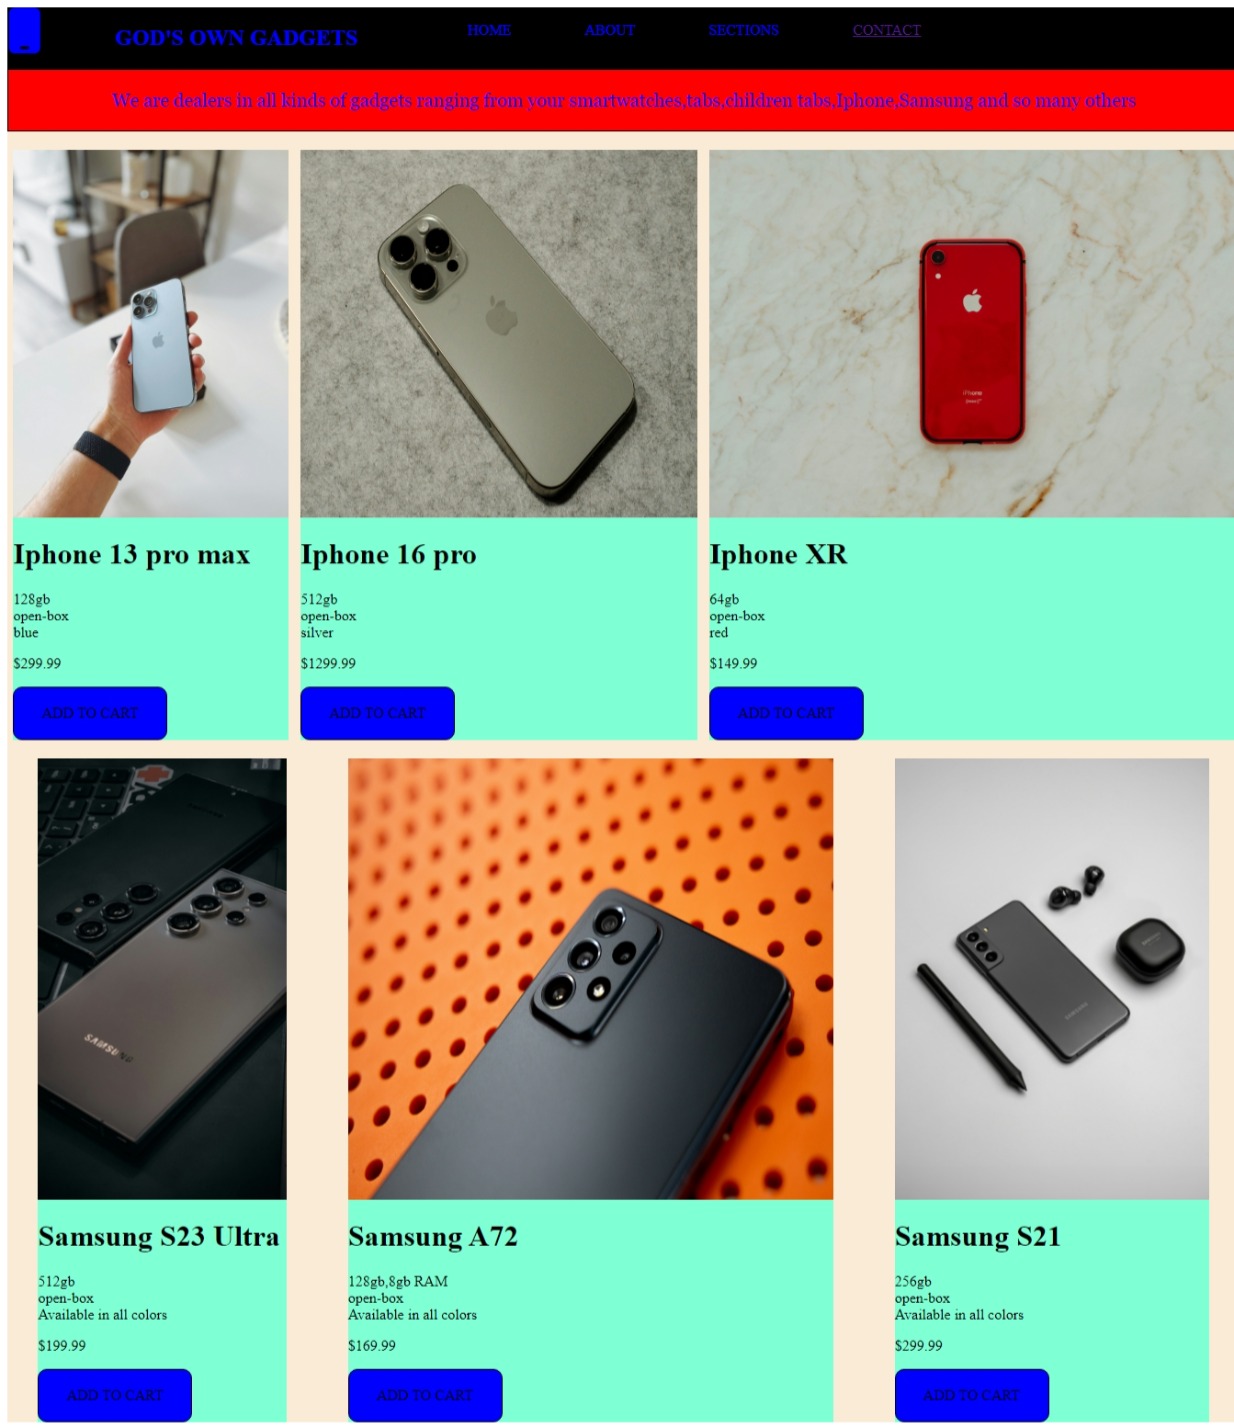 GOD'S OWN GADGETS
HOME
ABOUT
SECTIONS
CONTACT
We are dealers in all kinds of gadgets ranging from your smartwatches,tabs,children tabs,Iphone,Samsung and so many others
Iphone 13 pro max
128gb
open-box
blue
$299.99
ADD TO CART
Iphone 16 pro
512gb
open-box
silver
$1299.99
ADD TO CART
iPhone
Iphone XR
64gb
open-box
red
$149.99
ADD TO CART
SAMSUNG
Samsung S23 Ultra
512gb
open-box
Available in all colors
$199.99
ADD TO CART
Samsung A72
128gb,8gb RAM
open-box
Available in all colors
$169.99
ADD TO CART
SAMSUNG
Samsung S21
256gb
open-box
Available in all colors
$299.99
ADD TO CART